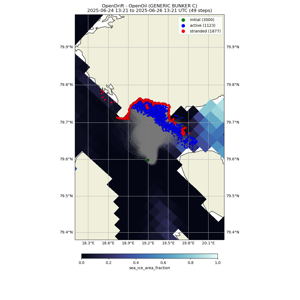 OpenDrift - OpenOil (GENERIC BUNKER C)
2025-06-24 13:21 to 2025-06-26 13:21 UTC (49 steps)
initial (3000)
active (1123)
stranded (1877)
79.9°N
79.9°N
79.8°N
79.8°N
79.7°N
79.7°N
79.6°N
79.6°N
79.5°N
79.5°N
79.4°N
79.4°N
18.3°E
18.6°E
18.9°E
19.2°E
19.5°E
19.8°E
20.1°E
0.0
0.2
0.4
0.6
0.8
1.0
sea_ice_area_fraction